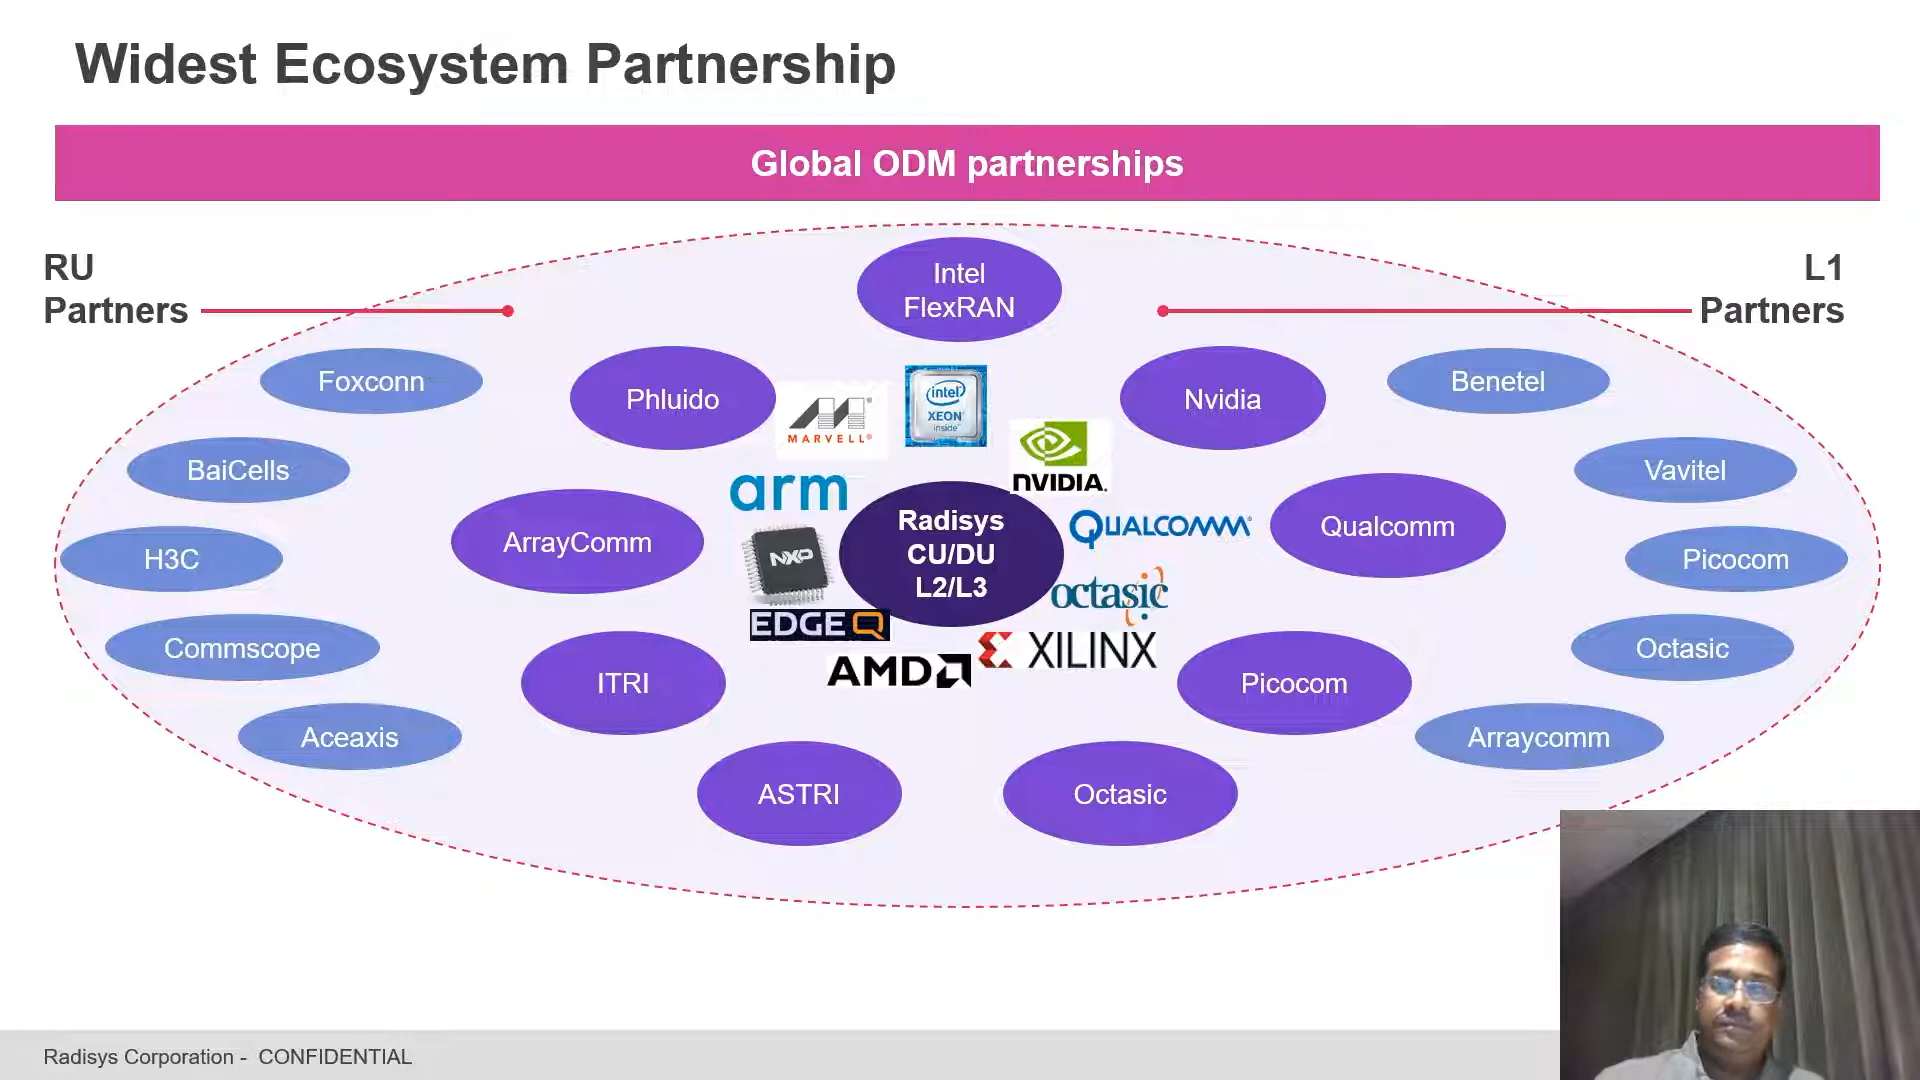 Widest Ecosystem Partnership
Global ODM partnerships
RU
Partners
L1
Partners
Intel
FlexRAN
Foxconn
Phluido
MARVELL®
intel
XEON
inside
Nvidia
Benetel
NVIDIA.
BaiCells
arm
Vavitel
ArrayComm
NXP
Radisys
CU/DU
L2/L3
QUALCOMM
Qualcomm
H3C
Picocom
octasic
EDGEQ
Commscope
XILINX
Octasic
AMD
ITRI
Picocom
Aceaxis
Arraycomm
ASTRI
Octasic
Radisys Corporation - CONFIDENTIAL